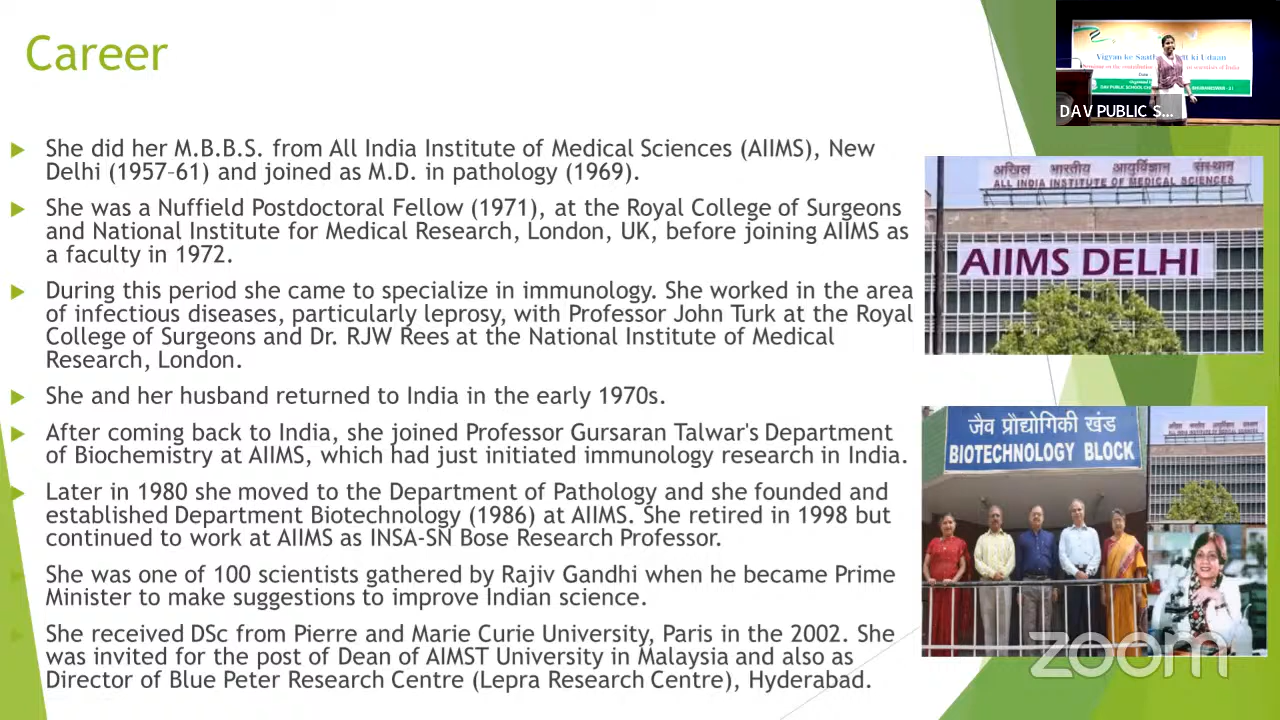 Career
She did her M.B.B.S. from All India Institute of Medical Sciences (AIIMS), New
Delhi (1957–61) and joined as M.D. in pathology (1969).
She was a Nuffield Postdoctoral Fellow (1971), at the Royal College of Surgeons
and National Institute for Medical Research, London, UK, before joining AIIMS as
a faculty in 1972.
During this period she came to specialize in immunology. She worked in the area
of infectious diseases, particularly leprosy, with Professor John Turk at the Royal
College of Surgeons and Dr. RJW Rees at the National Institute of Medical
Research, London.
She and her husband returned to India in the early 1970s.
After coming back to India, she joined Professor Gursaran Talwar's Department
of Biochemistry at AIIMS, which had just initiated immunology research in India.
Later in 1980 she moved to the Department of Pathology and she founded and
established Department Biotechnology (1986) at AIIMS. She retired in 1998 but
continued to work at AIIMS as INSA-SN Bose Research Professor.
She was one of 100 scientists gathered by Rajiv Gandhi when he became Prime
Minister to make suggestions to improve Indian science.
She received DSc from Pierre and Marie Curie University, Paris in the 2002. She
was invited for the post of Dean of AIMST University in Malaysia and also as
Director of Blue Peter Research Centre (Lepra Research Centre), Hyderabad.
Vigyan ke Saath ki Udaan
DAV PUBLIC SCHOOL
BHUBANESWAR - 21
DAV PUBLIC S...
अखिल भारतीय आयुर्विज्ञान संस्थान
ALL INDIA INSTITUTE OF MEDICAL SCIENCES
AIIMS DELHI
जैव प्रौद्योगिकी खंड
BIOTECHNOLOGY BLOCK
zoom